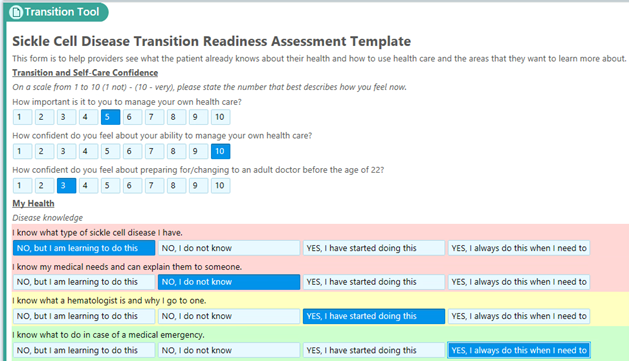 Transition Tool
Sickle Cell Disease Transition Readiness Assessment Template
This form is to help providers see what the patient already knows about their health and how to use health care and the areas that they want to learn more about.
Transition and Self-Care Confidence
On a scale from 1 to 10 (1 not) - (10 - very), please state the number that best describes how you feel now.
How important is it to you to manage your own health care?
1 2 3 4 5 6 7 8 9 10
How confident do you feel about your ability to manage your own health care?
1 2 3 4 5 6 7 8 9 10
How confident do you feel about preparing for/changing to an adult doctor before the age of 22?
1 2 3 4 5 6 7 8 9 10
My Health
Disease knowledge
I know what type of sickle cell disease I have.
NO, but I am learning to do this NO, I do not know YES, I have started doing this YES, I always do this when I need to
I know my medical needs and can explain them to someone.
NO, but I am learning to do this NO, I do not know YES, I have started doing this YES, I always do this when I need to
I know what a hematologist is and why I go to one.
NO, but I am learning to do this NO, I do not know YES, I have started doing this YES, I always do this when I need to
I know what to do in case of a medical emergency.
NO, but I am learning to do this NO, I do not know YES, I have started doing this YES, I always do this when I need to